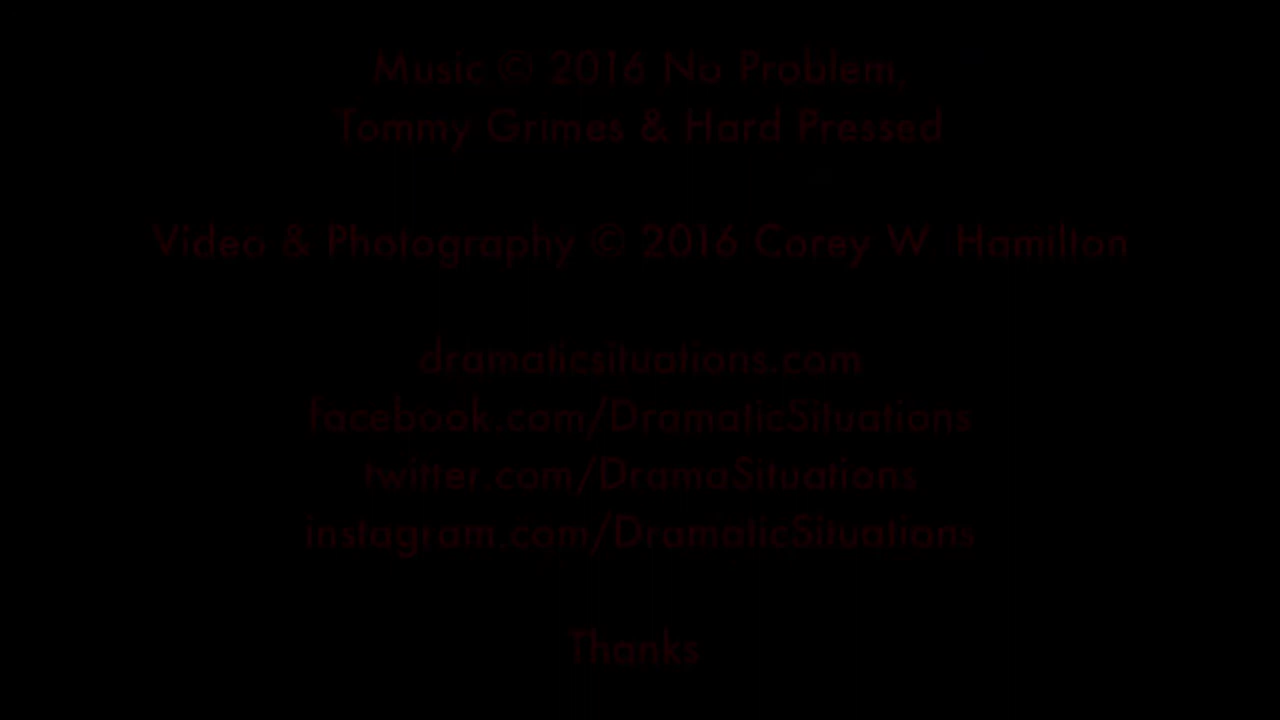 Music © 2016 No Problem,
Tommy Grimes & Hard Pressed
Video & Photography © 2016 Corey W. Hamilton
dramaticsituations.com
facebook.com/DramaticSituations
twitter.com/DramaSituations
instagram.com/DramaticSituations
Thanks